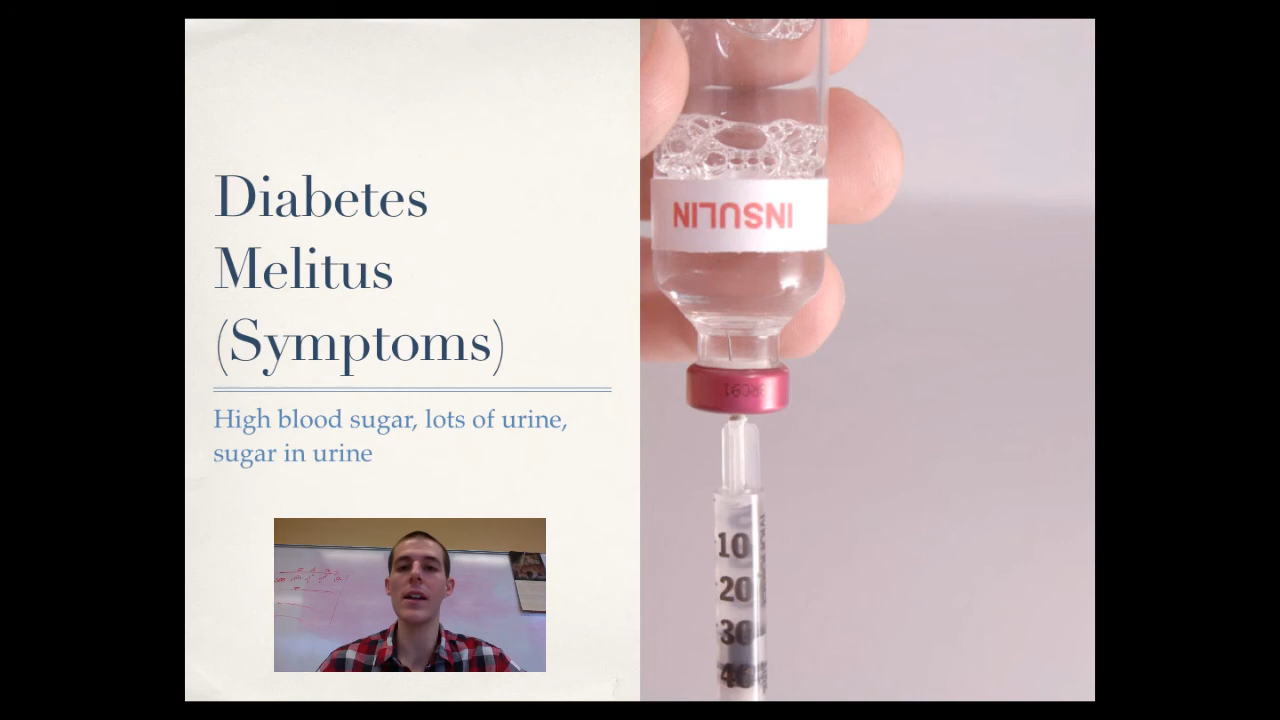 Diabetes
Melitus
(Symptoms)
High blood sugar, lots of urine,
sugar in urine
INSULIN
10
20
30
40